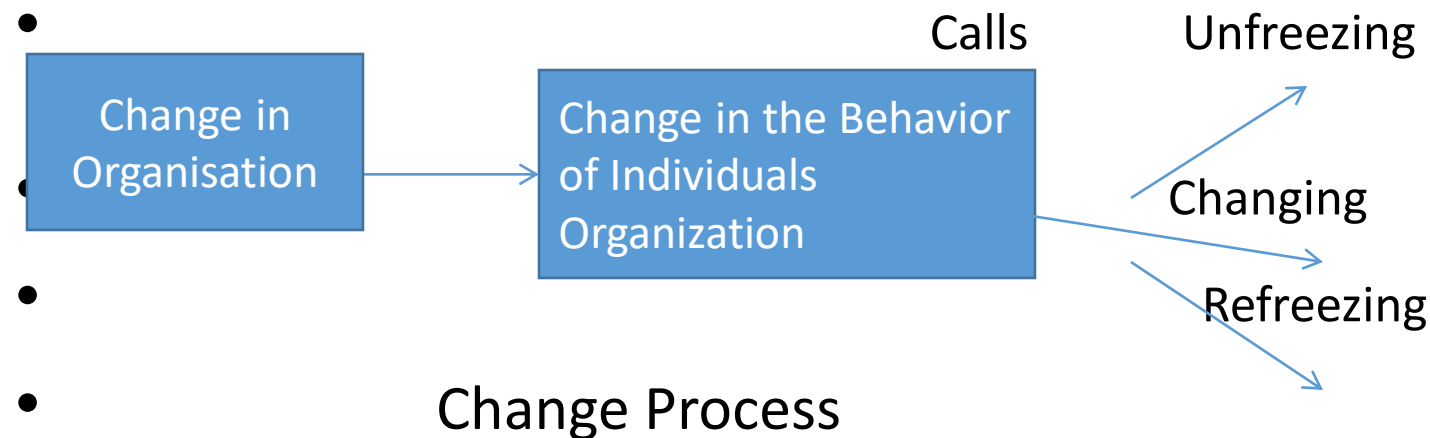 Calls Unfreezing
Change in
Organisation
Change in the Behavior
of Individuals
Organization
Changing
Refreezing
Change Process